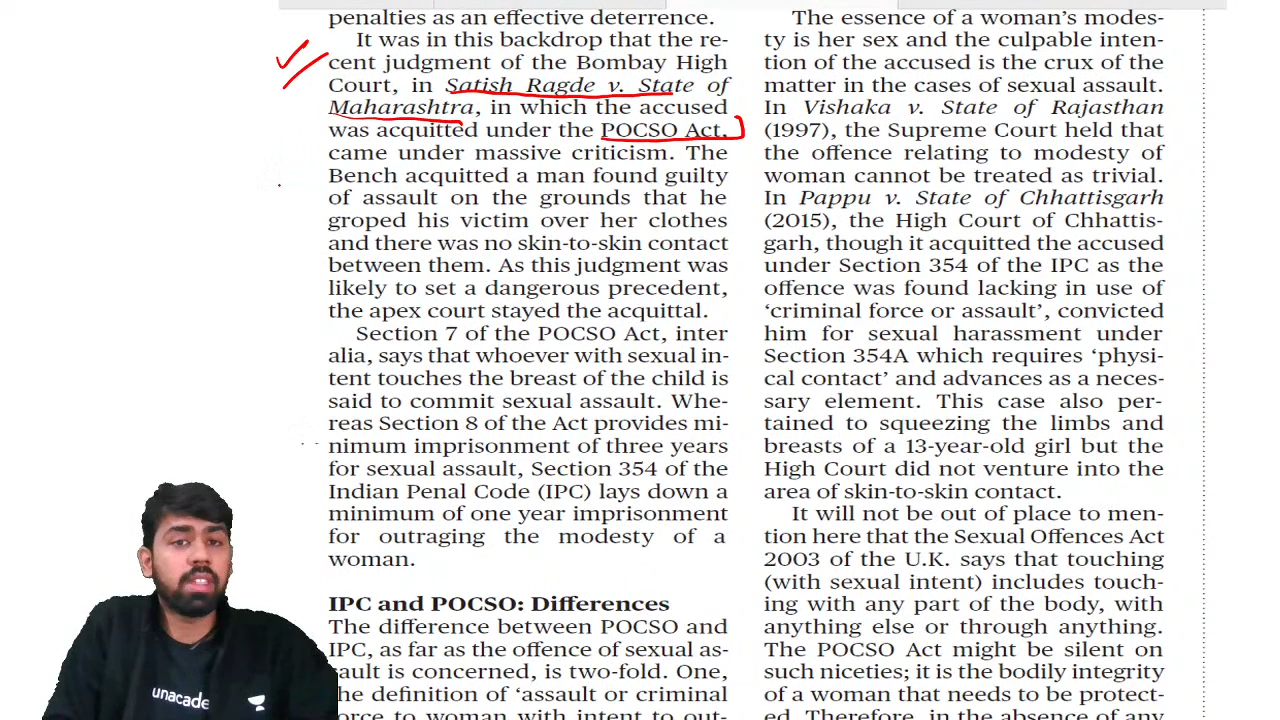 penalties as an effective deterrence.
It was in this backdrop that the re-
cent judgment of the Bombay High
Court, in Satish Ragde v. State of
Maharashtra, in which the accused
was acquitted under the POCSO Act,
came under massive criticism. The
Bench acquitted a man found guilty
of assault on the grounds that he
groped his victim over her clothes
and there was no skin-to-skin contact
between them. As this judgment was
likely to set a dangerous precedent,
the apex court stayed the acquittal.
Section 7 of the POCSO Act, inter
alia, says that whoever with sexual in-
tent touches the breast of the child is
said to commit sexual assault. Whe-
reas Section 8 of the Act provides mi-
nimum imprisonment of three years
for sexual assault, Section 354 of the
Indian Penal Code (IPC) lays down a
minimum of one year imprisonment
for outraging the modesty of a
woman.
IPC and POCSO: Differences
The difference between POCSO and
IPC, as far as the offence of sexual as-
sault is concerned, is two-fold. One,
the definition of ‘assault or criminal
force to woman with intent to out-
The essence of a woman’s modes-
ty is her sex and the culpable inten-
tion of the accused is the crux of the
matter in the cases of sexual assault.
In Vishaka v. State of Rajasthan
(1997), the Supreme Court held that
the offence relating to modesty of
woman cannot be treated as trivial.
In Pappu v. State of Chhattisgarh
(2015), the High Court of Chhattis-
garh, though it acquitted the accused
under Section 354 of the IPC as the
offence was found lacking in use of
‘criminal force or assault’, convicted
him for sexual harassment under
Section 354A which requires ‘physi-
cal contact’ and advances as a neces-
sary element. This case also per-
tained to squeezing the limbs and
breasts of a 13-year-old girl but the
High Court did not venture into the
area of skin-to-skin contact.
It will not be out of place to men-
tion here that the Sexual Offences Act
2003 of the U.K. says that touching
(with sexual intent) includes touch-
ing with any part of the body, with
anything else or through anything.
The POCSO Act might be silent on
such niceties; it is the bodily integrity
of a woman that needs to be protect-
ed. Therefore, in the absence of any
unacade